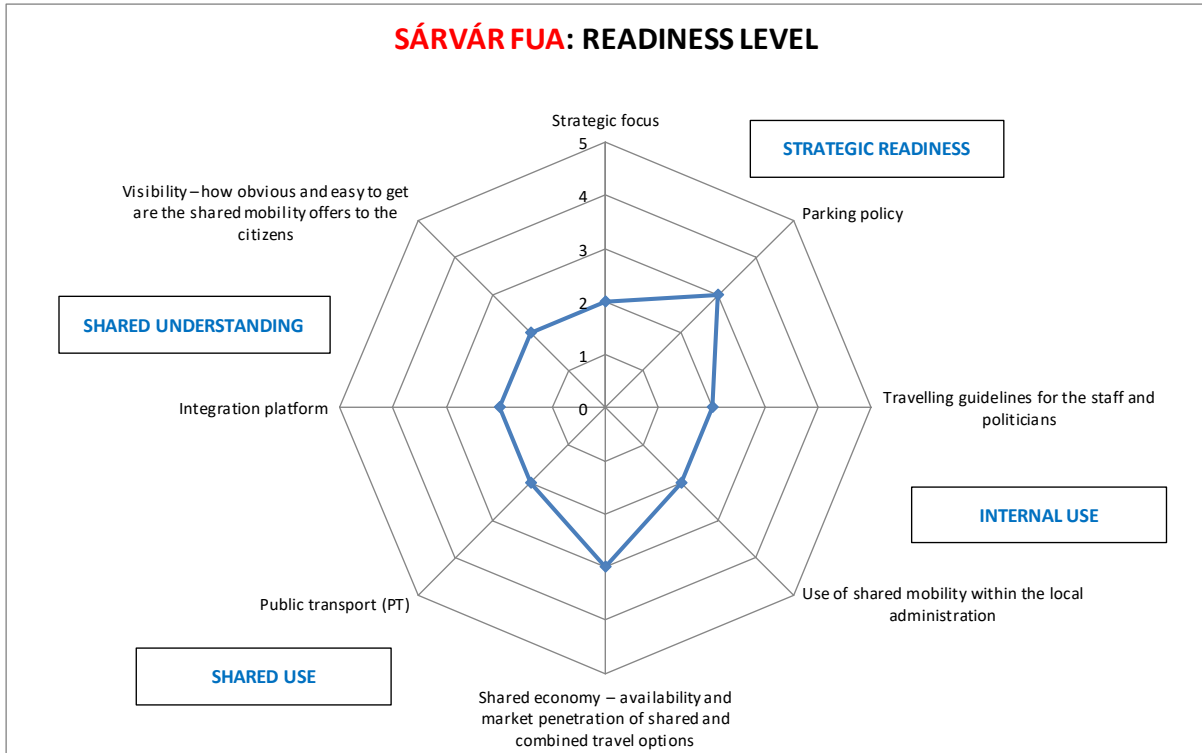 SÁRVÁR FUA: READINESS LEVEL
Strategic focus
STRATEGIC READINESS
Parking policy
Travelling guidelines for the staff and
politicians
INTERNAL USE
Use of shared mobility within the local
administration
Shared economy – availability and
market penetration of shared and
combined travel options
SHARED USE
Public transport (PT)
Integration platform
SHARED UNDERSTANDING
Visibility – how obvious and easy to get
are the shared mobility offers to the
citizens
5
4
3
2
1
0